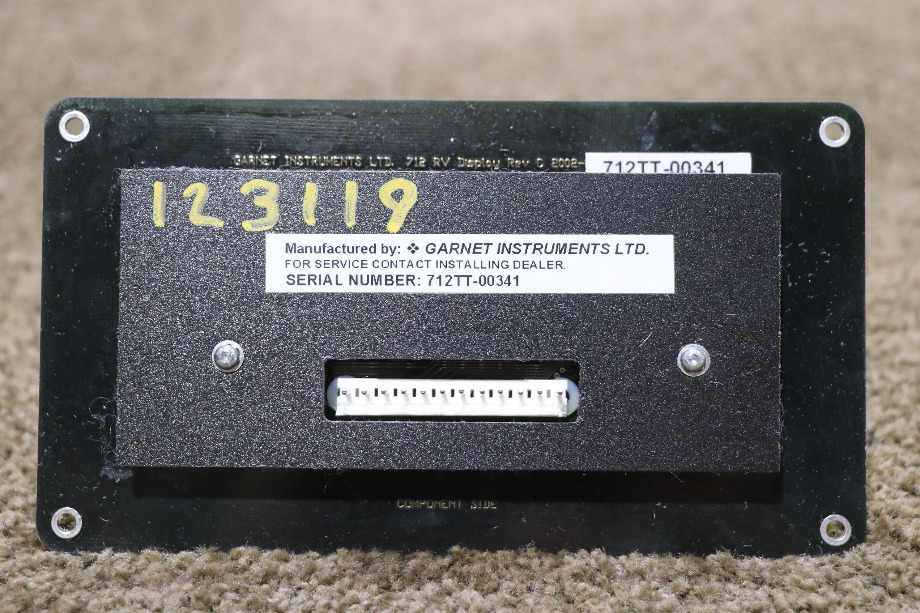 GARNET INSTRUMENTS LTD. 712 RV Display Rev C 2002-
712TT-00341
123119
Manufactured by: ❖ GARNET INSTRUMENTS LTD.
FOR SERVICE CONTACT INSTALLING DEALER.
SERIAL NUMBER: 712TT-00341
COMPONENT SIDE